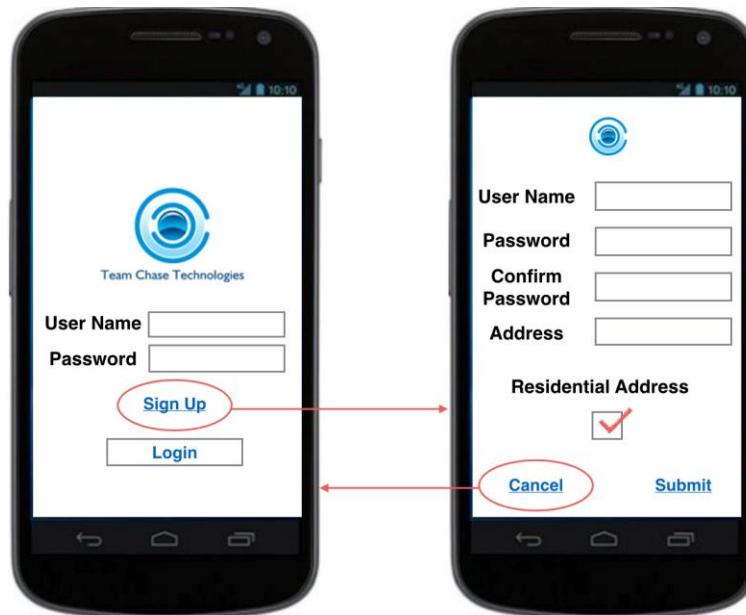 10:10
Team Chase Technologies
User Name
Password
Sign Up
Login
10:10
User Name
Password
Confirm
Password
Address
Residential Address
Cancel
Submit